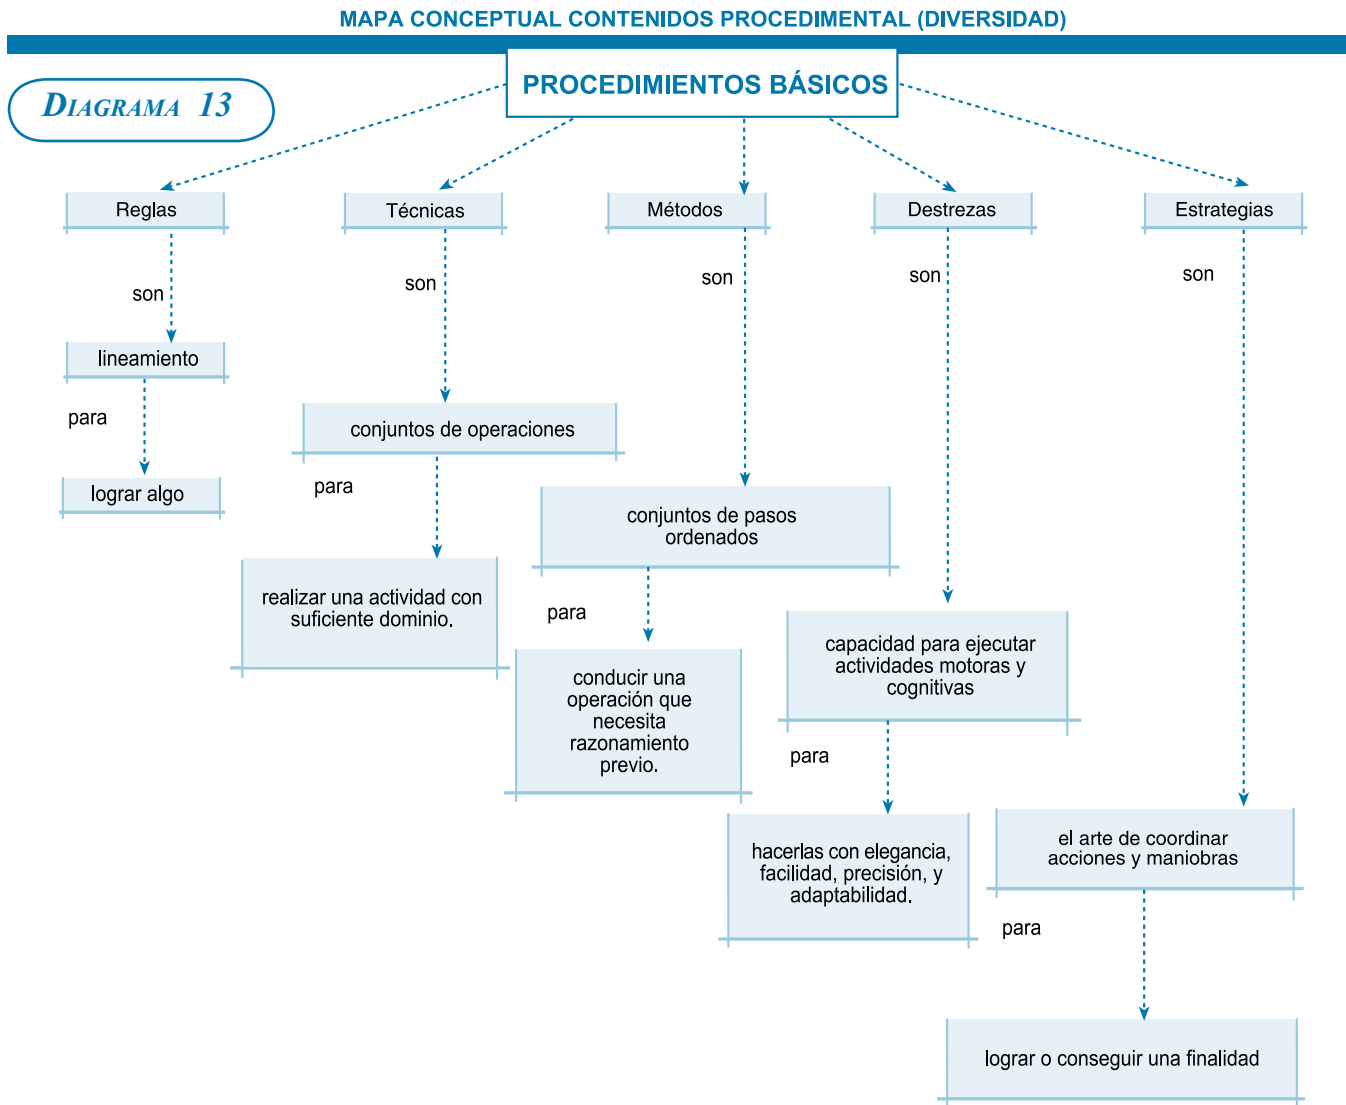 MAPA CONCEPTUAL CONTENIDOS PROCEDIMENTAL (DIVERSIDAD)
PROCEDIMIENTOS BÁSICOS
DIAGRAMA 13
Reglas
Técnicas
Métodos
Destrezas
Estrategias
son
son
son
son
son
lineamiento
para
lograr algo
conjuntos de operaciones
para
realizar una actividad con
suficiente dominio.
conjuntos de pasos
ordenados
para
conducir una
operación que
necesita
razonamiento
previo.
capacidad para ejecutar
actividades motoras y
cognitivas
para
hacerlas con elegancia,
facilidad, precisión, y
adaptabilidad.
el arte de coordinar
acciones y maniobras
para
lograr o conseguir una finalidad